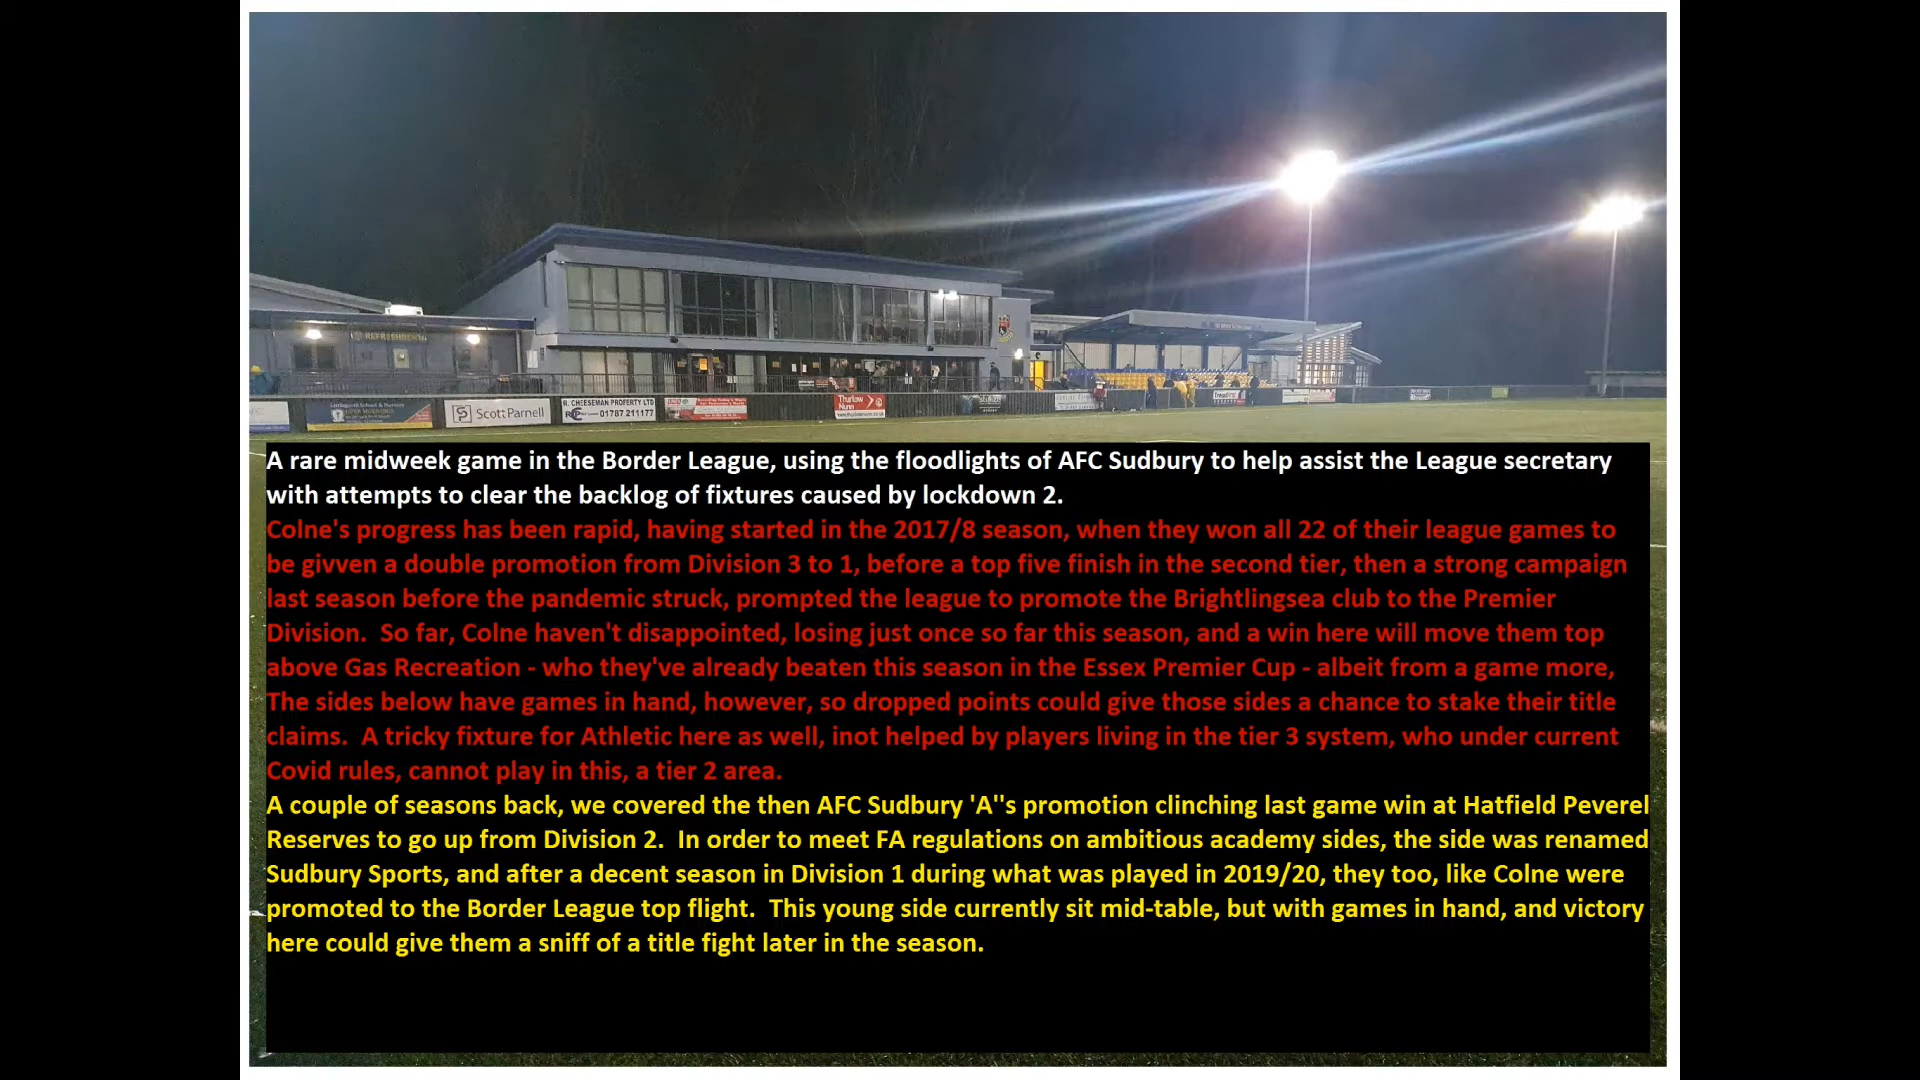 REFRESHMENTS
Littlegarth School & Nursery
OPEN MORNINGS
Scott Parnell
R. CHEESEMAN PROPERTY LTD
01787 211177
Thurlow
Nunn
A rare midweek game in the Border League, using the floodlights of AFC Sudbury to help assist the League secretary
with attempts to clear the backlog of fixtures caused by lockdown 2.
Colne's progress has been rapid, having started in the 2017/8 season, when they won all 22 of their league games to
be givven a double promotion from Division 3 to 1, before a top five finish in the second tier, then a strong campaign
last season before the pandemic struck, prompted the league to promote the Brightlingsea club to the Premier
Division.  So far, Colne haven't disappointed, losing just once so far this season, and a win here will move them top
above Gas Recreation - who they've already beaten this season in the Essex Premier Cup - albeit from a game more,
The sides below have games in hand, however, so dropped points could give those sides a chance to stake their title
claims.  A tricky fixture for Athletic here as well, inot helped by players living in the tier 3 system, who under current
Covid rules, cannot play in this, a tier 2 area.
A couple of seasons back, we covered the then AFC Sudbury 'A''s promotion clinching last game win at Hatfield Peverel
Reserves to go up from Division 2.  In order to meet FA regulations on ambitious academy sides, the side was renamed
Sudbury Sports, and after a decent season in Division 1 during what was played in 2019/20, they too, like Colne were
promoted to the Border League top flight.  This young side currently sit mid-table, but with games in hand, and victory
here could give them a sniff of a title fight later in the season.